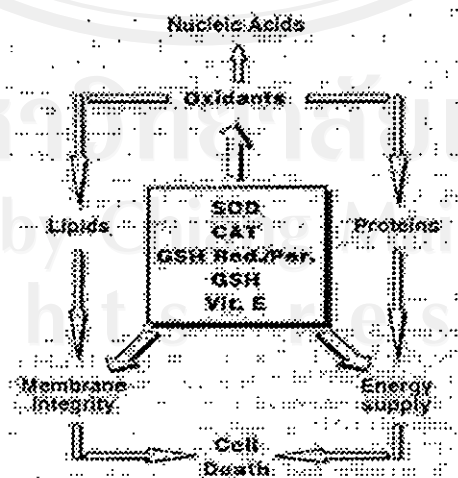 Nucleic Acids
Oxidants
SOD
CAT
GSH Red./Per.
GSH
Vit. E
Lipids
Proteins
Membrane
Integrity
Energy
supply
Cell
Death